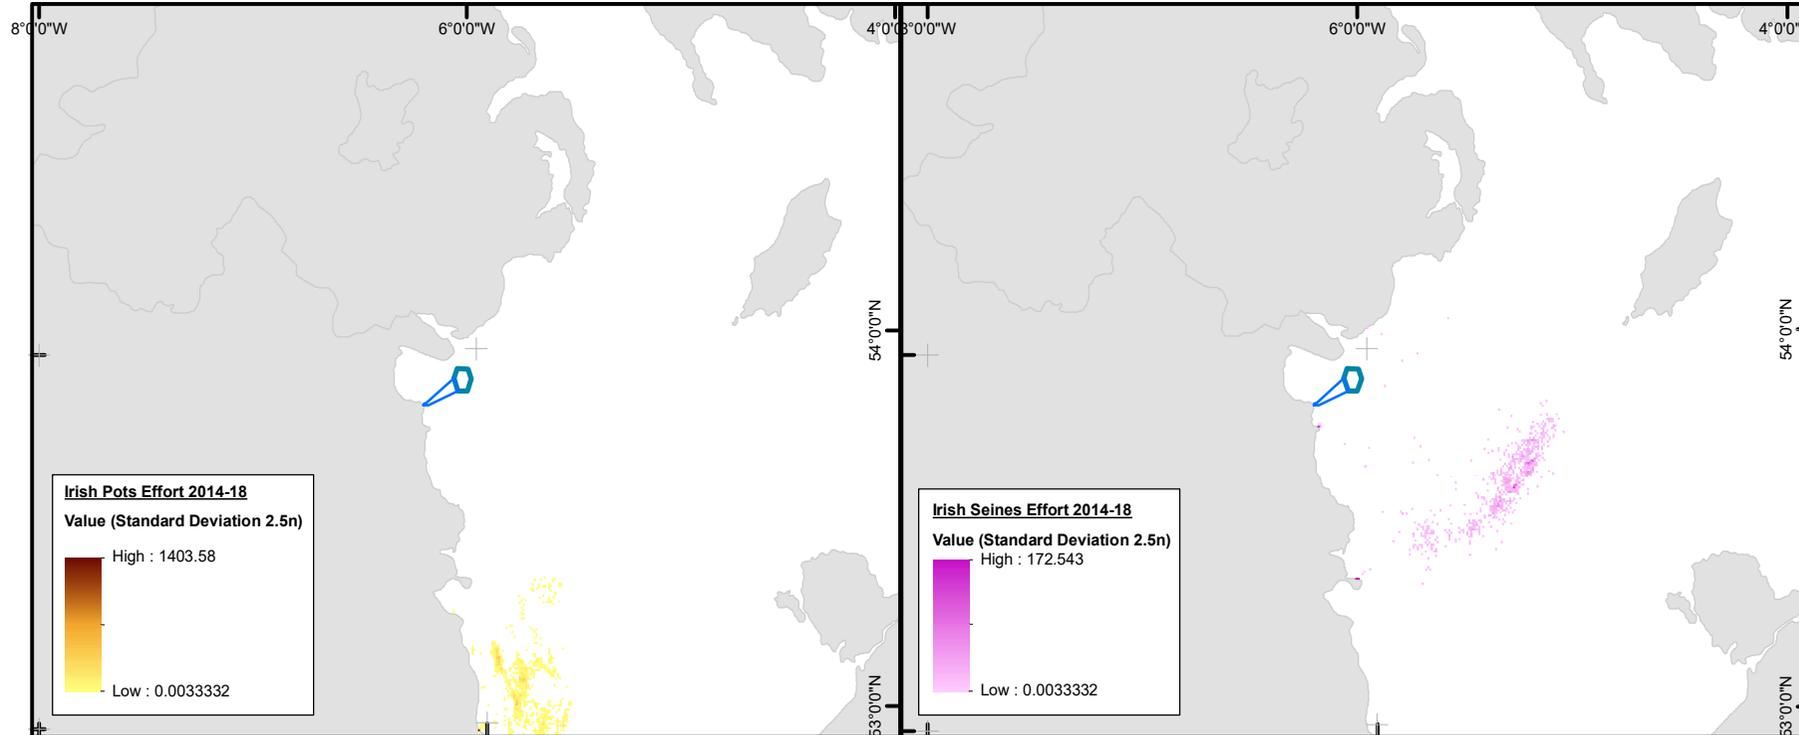 8°0'0"W
6°0'0"W
4°0'0
54°0'0"N
Irish Pots Effort 2014-18
Value (Standard Deviation 2.5n)
High : 1403.58
Low : 0.0033332
53°0'0"N
8°0'0"W
6°0'0"W
4°0'0"
54°0'0"N
Irish Seines Effort 2014-18
Value (Standard Deviation 2.5n)
High : 172.543
Low : 0.0033332
53°0'0"N